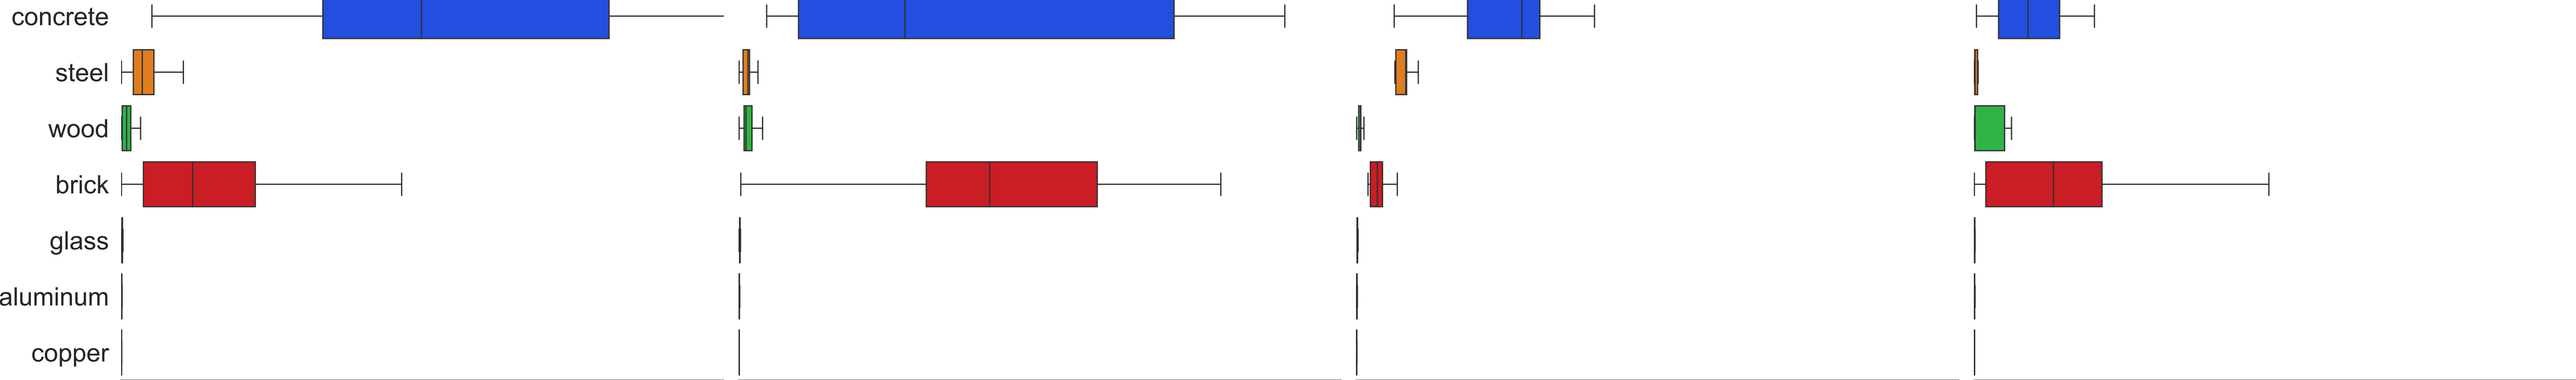 concrete
steel
wood
brick
glass
aluminum
copper